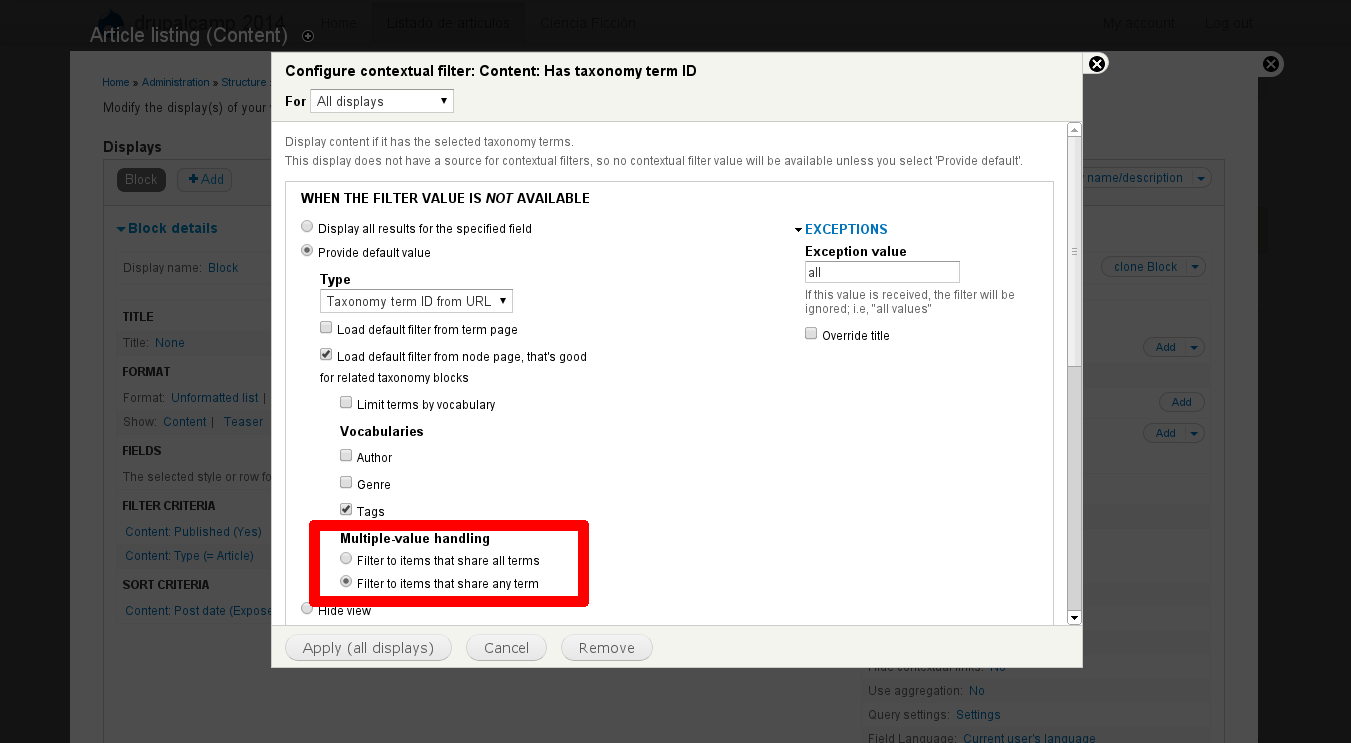 drupalcamp 2014
Home
Listado de artículos
Ciencia Ficción
My account
Log out
Article listing (Content)
Home » Administration » Structure
Modify the display(s) of your
Displays
Block
Add
name/description
Block details
Display name: Block
clone Block
TITLE
Title: None
Add
FORMAT
Format: Unformatted list |
Add
Show: Content | Teaser
Add
FIELDS
The selected style or row fo
FILTER CRITERIA
Content: Published (Yes)
Content: Type (= Article)
SORT CRITERIA
Content: Post date (Expose
Hide contextual links: No
Use aggregation: No
Query settings: Settings
Field Language: Current user's language
Configure contextual filter: Content: Has taxonomy term ID
For All displays
Display content if it has the selected taxonomy terms.
This display does not have a source for contextual filters, so no contextual filter value will be available unless you select 'Provide default'.
WHEN THE FILTER VALUE IS NOT AVAILABLE
Display all results for the specified field
Provide default value
Type
Taxonomy term ID from URL
Load default filter from term page
Load default filter from node page, that's good
for related taxonomy blocks
Limit terms by vocabulary
Vocabularies
Author
Genre
Tags
Multiple-value handling
Filter to items that share all terms
Filter to items that share any term
Hide view
EXCEPTIONS
Exception value
all
If this value is received, the filter will be
ignored; i.e, "all values"
Override title
Apply (all displays)
Cancel
Remove